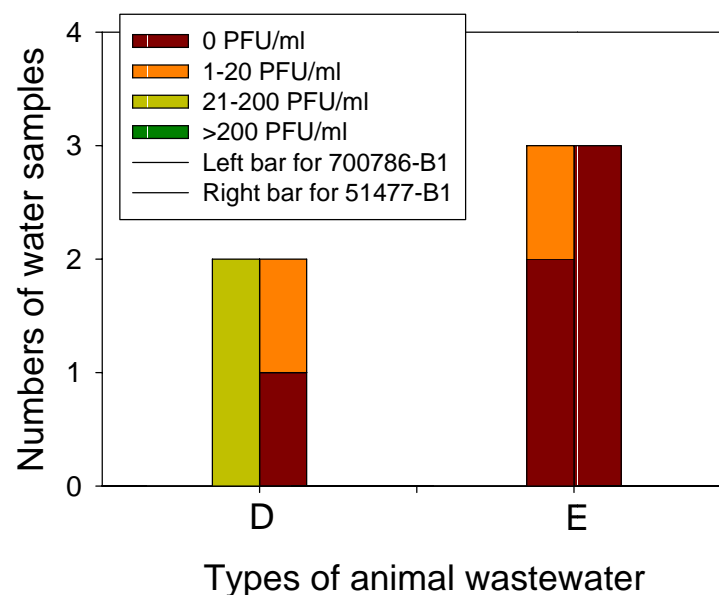 4
3
2
1
0
Numbers of water samples
0 PFU/ml
1-20 PFU/ml
21-200 PFU/ml
>200 PFU/ml
Left bar for 700786-B1
Right bar for 51477-B1
D
E
Types of animal wastewater